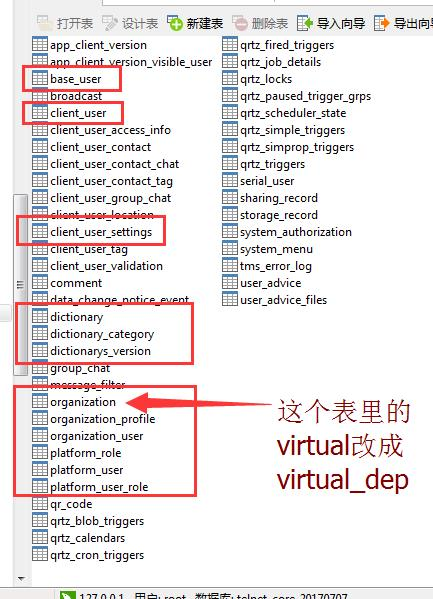 打开表 设计表 新建表 删除表 导入向导 导出向
app_client_version
app_client_version_visible_user
base_user
broadcast
client_user
client_user_access_info
client_user_contact
client_user_contact_chat
client_user_contact_tag
client_user_group_chat
client_user_location
client_user_settings
client_user_tag
client_user_validation
comment
data_change_notice_event
dictionary
dictionary_category
dictionarys_version
group_chat
message_filter
organization
organization_profile
organization_user
platform_role
platform_user
platform_user_role
qr_code
qrtz_blob_triggers
qrtz_calendars
qrtz_cron_triggers
qrtz_fired_triggers
qrtz_job_details
qrtz_locks
qrtz_paused_trigger_grps
qrtz_scheduler_state
qrtz_simple_triggers
qrtz_simprop_triggers
qrtz_triggers
serial_user
sharing_record
storage_record
system_authorization
system_menu
tms_error_log
user_advice
user_advice_files
这个表里的
virtual改成
virtual_dep
127.0.0.1 用户: root 数据库: telnet_core_20170707